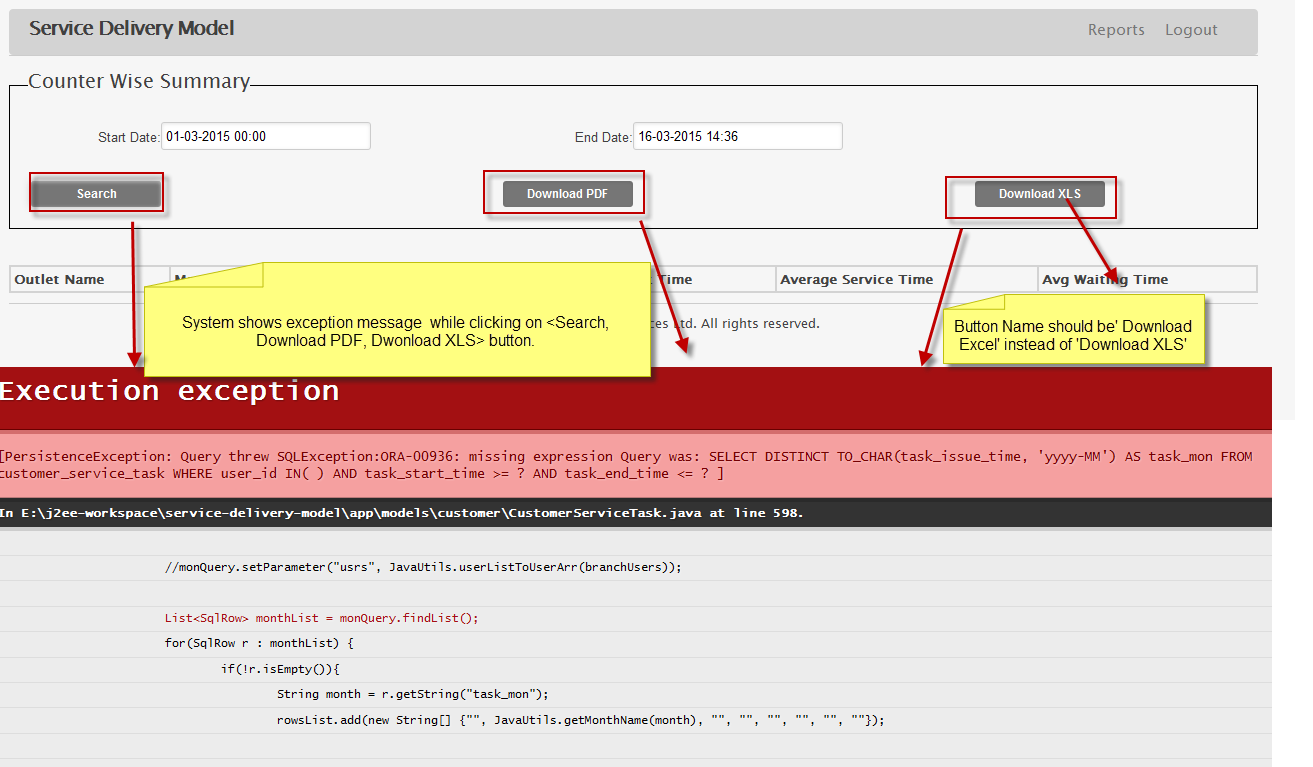 Service Delivery Model
Reports Logout
Counter Wise Summary
Start Date: 01-03-2015 00:00 End Date: 16-03-2015 14:36
Search Download PDF Download XLS
Outlet Name Time Average Service Time Avg Waiting Time
System shows exception message while clicking on <Search,
Download PDF, Dwonload XLS> button.
Ltd. All rights reserved.
Button Name should be' Download
Excel' instead of 'Download XLS'
Execution exception
[PersistenceException: Query threw SQLException:ORA-00936: missing expression Query was: SELECT DISTINCT TO_CHAR(task_issue_time, 'yyyy-MM') AS task_mon FROM
customer_service_task WHERE user_id IN( ) AND task_start_time >= ? AND task_end_time <= ? ]
In E:\j2ee-workspace\service-delivery-model\app\models\customer\CustomerServiceTask.java at line 598.
//monQuery.setParameter("usrs", JavaUtils.userListToUserArr(branchUsers));
List<SqlRow> monthList = monQuery.findList();
for(SqlRow r : monthList) {
if(!r.isEmpty()){
String month = r.getString("task_mon");
rowsList.add(new String[] {"", JavaUtils.getMonthName(month), "", "", "", "", "", ""});